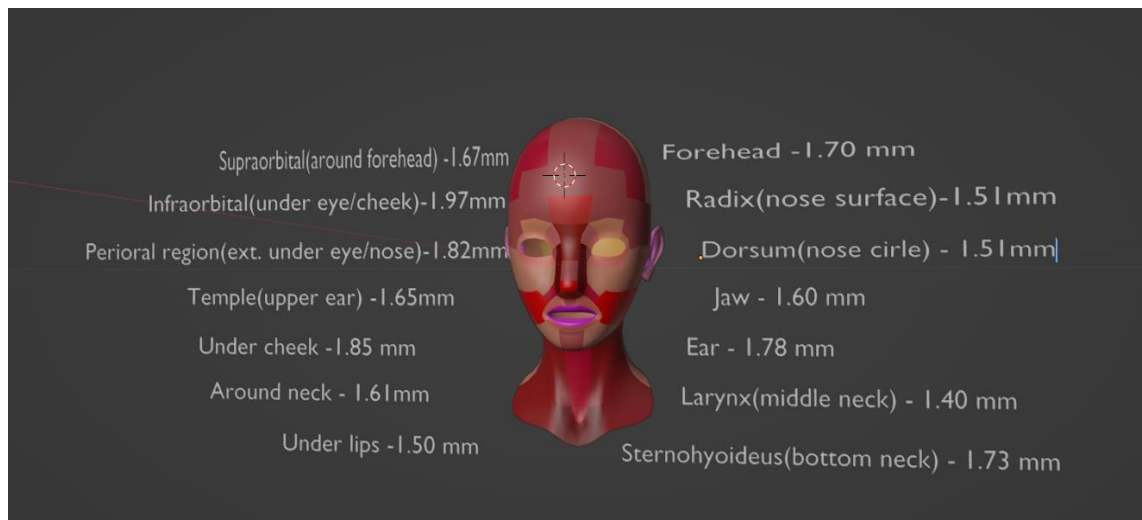 Supraorbital(around forehead) -1.67mm
Infraorbital(under eye/cheek)-1.97mm
Perioral region(ext. under eye/nose)-1.82mm
Temple(upper ear) -1.65mm
Under cheek -1.85 mm
Around neck - 1.61mm
Under lips -1.50 mm
Forehead -1.70 mm
Radix(nose surface)-1.51mm
Dorsum(nose cirle) - 1.51mm
Jaw - 1.60 mm
Ear - 1.78 mm
Larynx(middle neck) - 1.40 mm
Sternohyoideus(bottom neck) - 1.73 mm